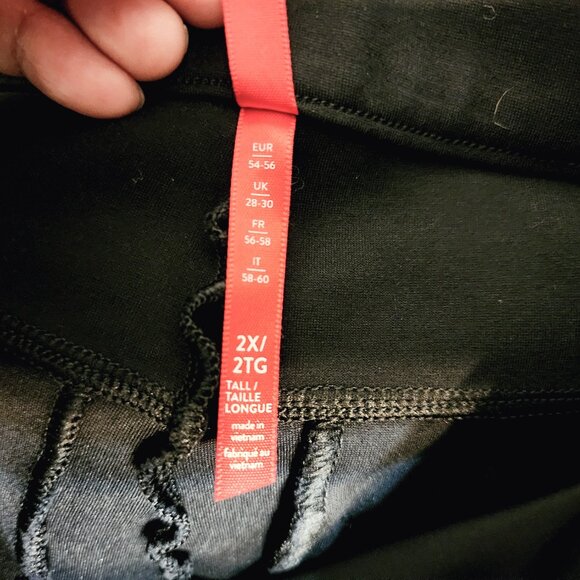 EUR
54-56
UK
28-30
FR
56-58
IT
58-60
2X/
2TG
TALL /
TAILLE
LONGUE
made in
vietnam
fabriqué au
vietnam